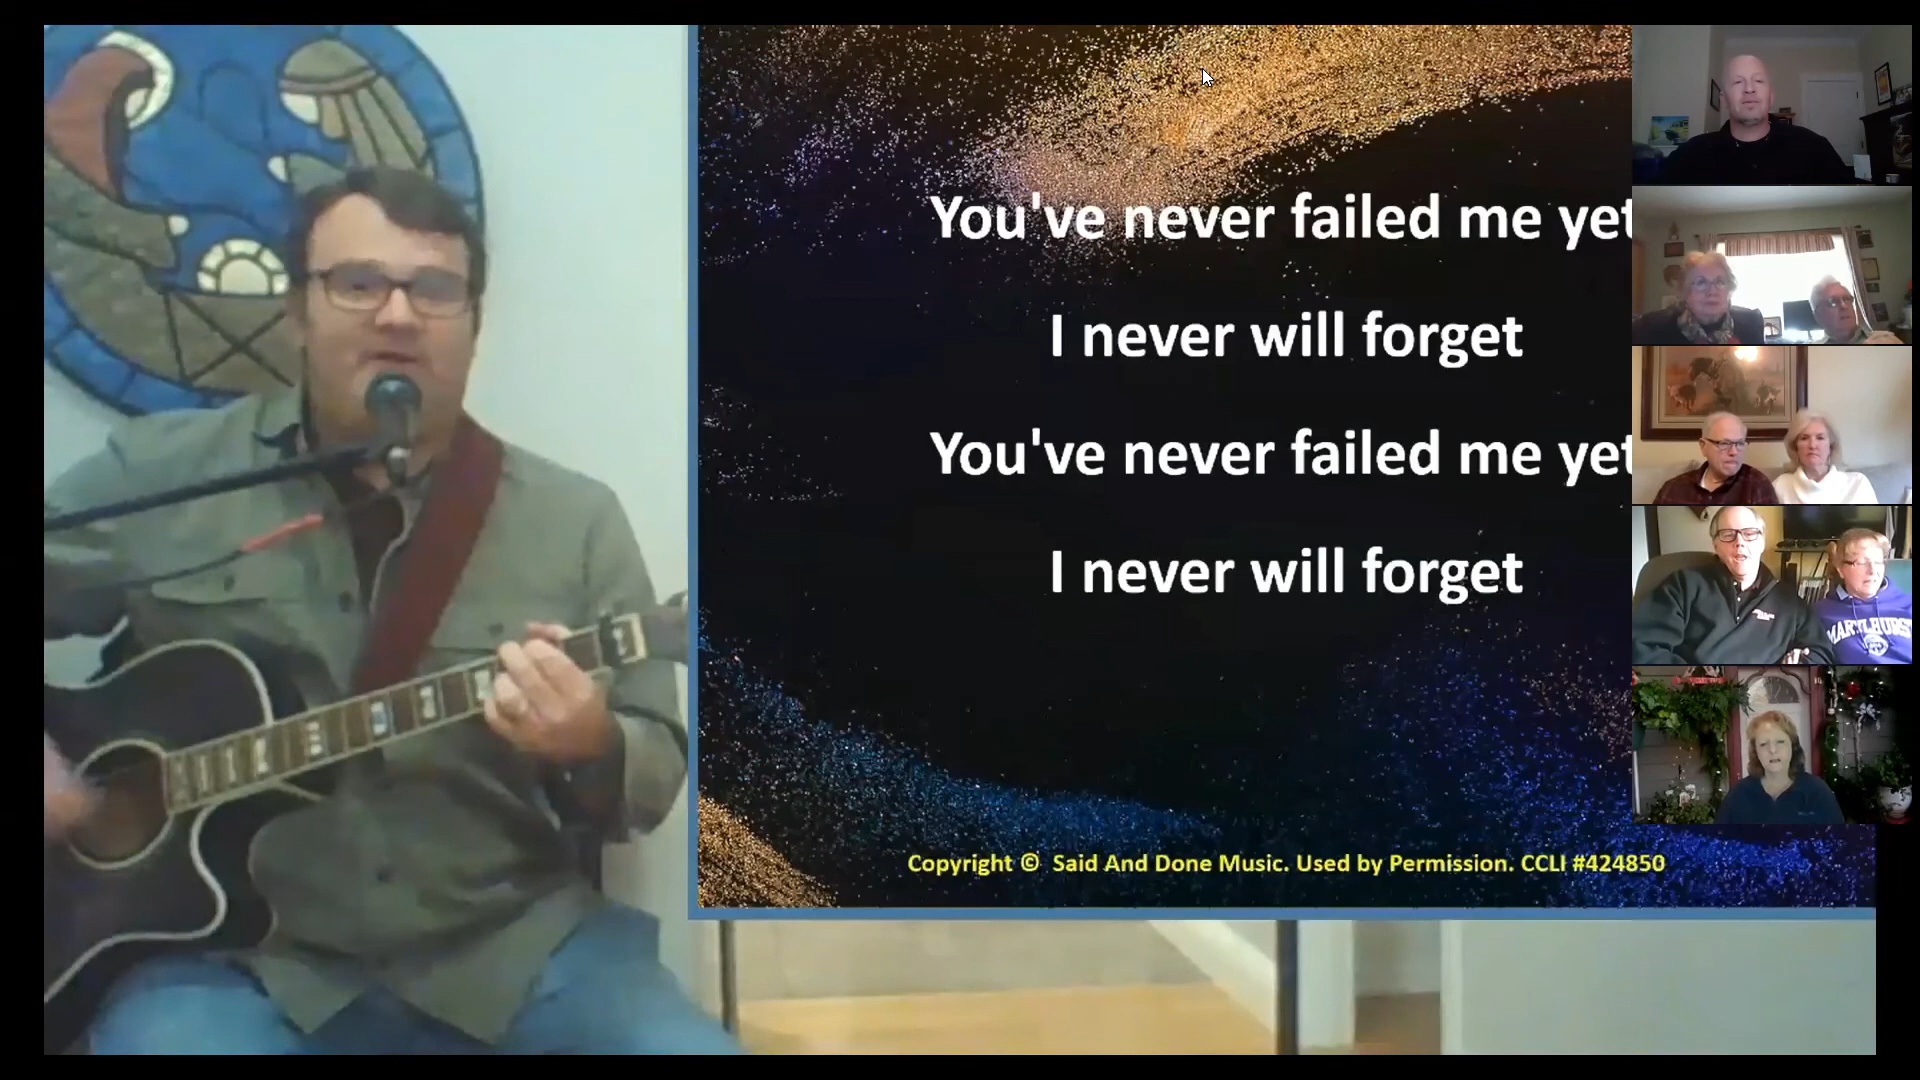 You've never failed me yet
I never will forget
You've never failed me yet
I never will forget
Copyright © Said And Done Music. Used by Permission. CCLI #424850
MARYLHURST